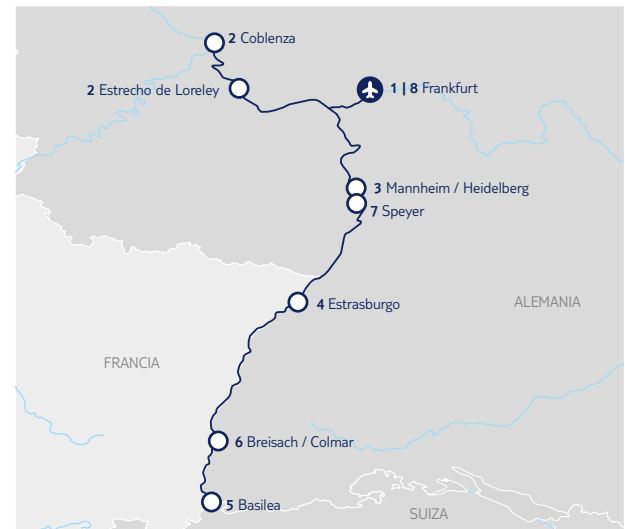 2 Coblenza
2 Estrecho de Loreley
1 | 8 Frankfurt
3 Mannheim / Heidelberg
7 Speyer
4 Estrasburgo
ALEMANIA
FRANCIA
6 Breisach / Colmar
5 Basilea
SUIZA